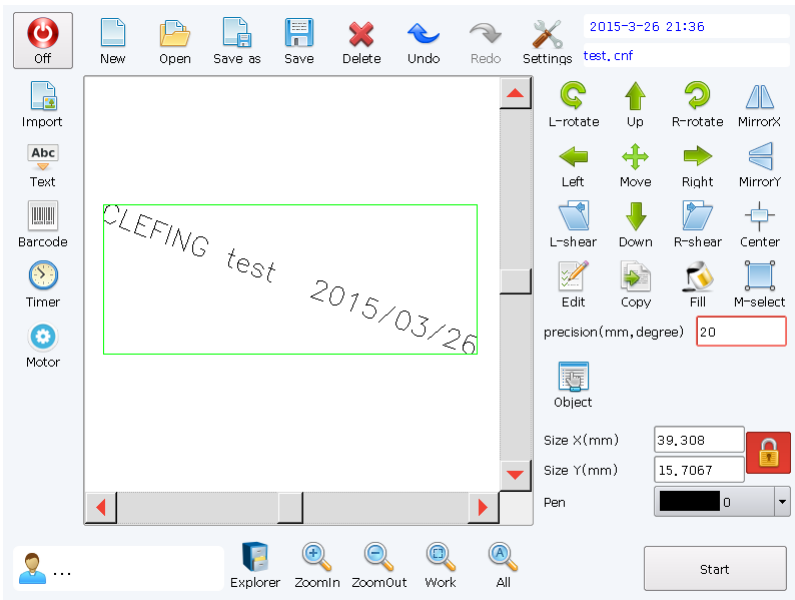 2015-3-26 21:36
Off New Open Save as Save Delete Undo Redo Settings test.cnf
Import
Abc
Text
Barcode
Timer
Motor
CLEFING test 2015/03/26
L-rotate Up R-rotate MirrorX
Left Move Right MirrorY
L-shear Down R-shear Center
Edit Copy Fill M-select
precision(mm,degree) 20
Object
Size X(mm) 39.308
Size Y(mm) 15.7067
Pen 0
...
Explorer ZoomIn ZoomOut Work A All
Start